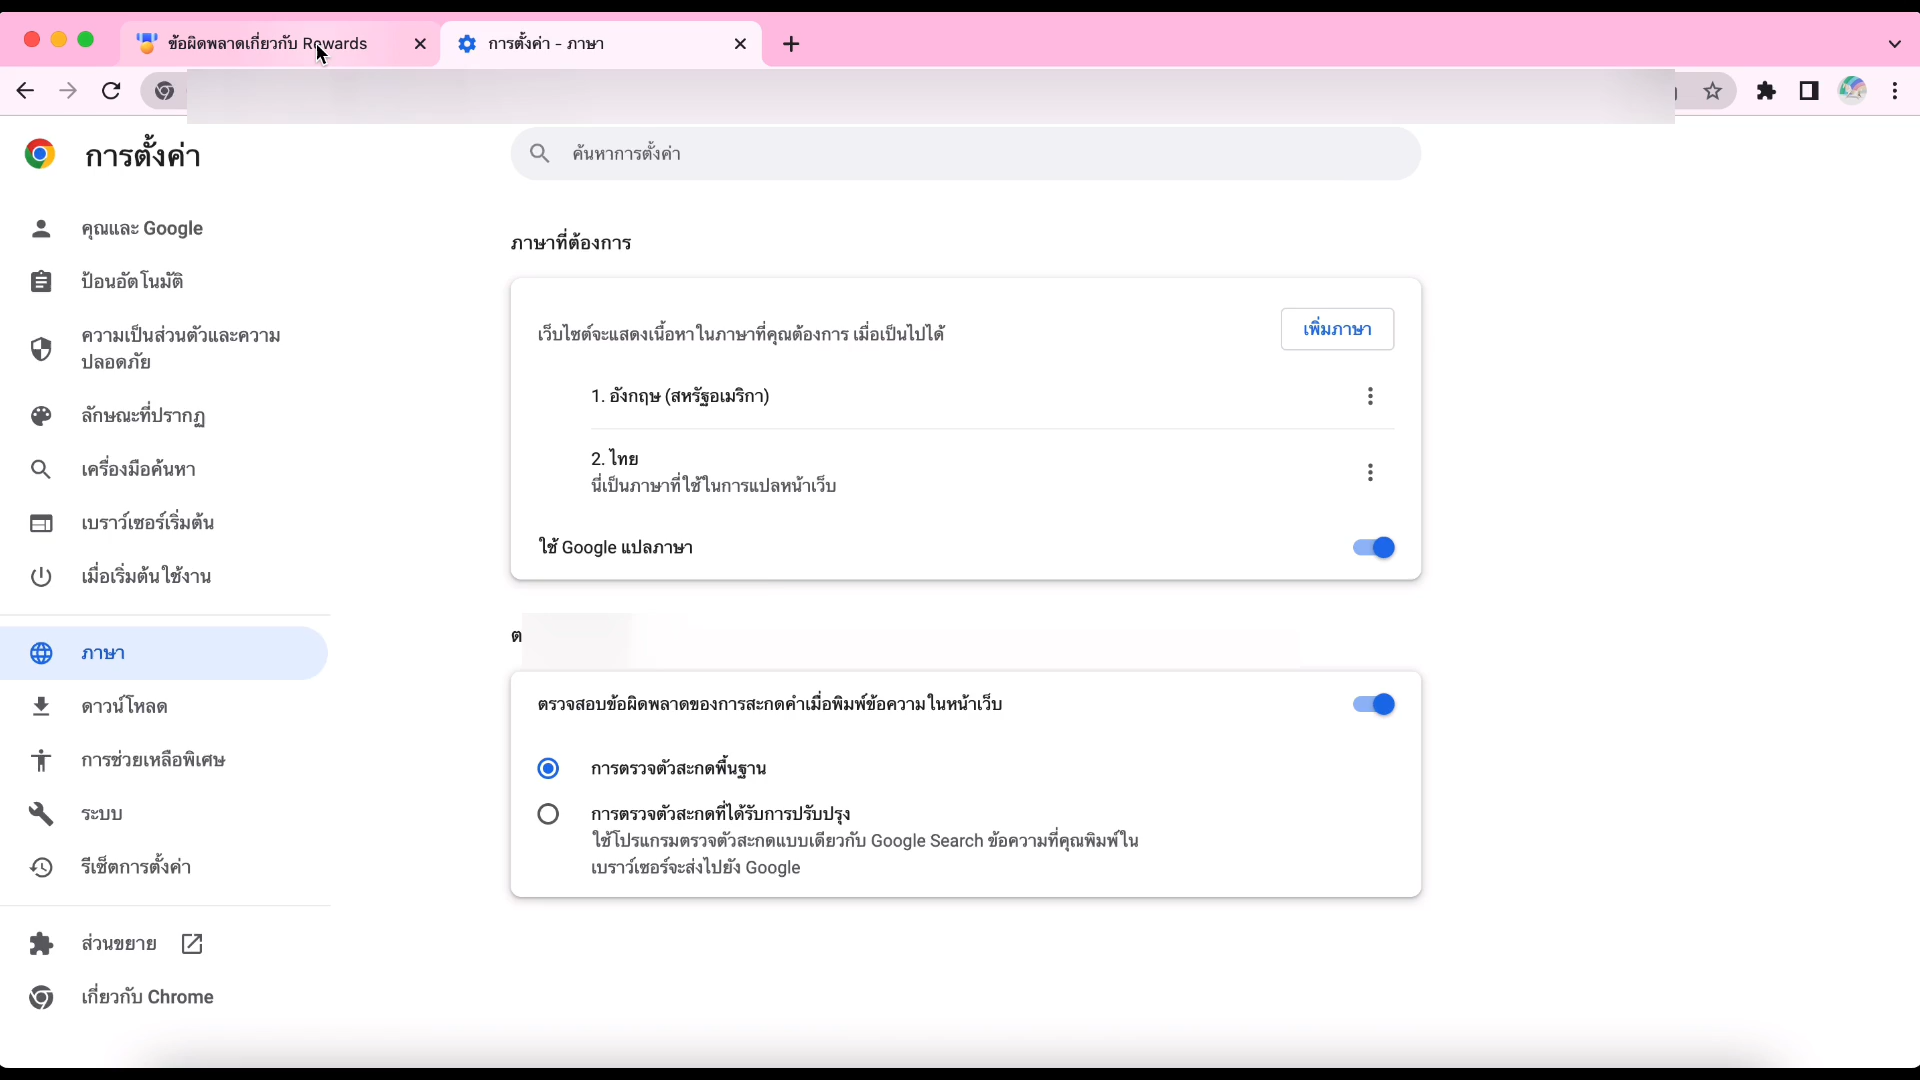 ข้อผิดพลาดเกี่ยวกับ Rewards
การตั้งค่า - ภาษา
การตั้งค่า
ค้นหาการตั้งค่า
คุณและ Google
ป้อนอัตโนมัติ
ความเป็นส่วนตัวและความ
ปลอดภัย
ลักษณะที่ปรากฏ
เครื่องมือค้นหา
เบราว์เซอร์เริ่มต้น
เมื่อเริ่มต้นใช้งาน
ภาษา
ดาวน์โหลด
การช่วยเหลือพิเศษ
ระบบ
รีเซ็ตการตั้งค่า
ส่วนขยาย
เกี่ยวกับ Chrome
ภาษาที่ต้องการ
เว็บไซต์จะแสดงเนื้อหาในภาษาที่คุณต้องการ เมื่อเป็นไปได้
เพิ่มภาษา
1. อังกฤษ (สหรัฐอเมริกา)
2. ไทย
นี่เป็นภาษาที่ใช้ในการแปลหน้าเว็บ
ใช้ Google แปลภาษา
ต
ตรวจสอบข้อผิดพลาดของการสะกดคำเมื่อพิมพ์ข้อความในหน้าเว็บ
การตรวจตัวสะกดพื้นฐาน
การตรวจตัวสะกดที่ได้รับการปรับปรุง
ใช้โปรแกรมตรวจตัวสะกดแบบเดียวกับ Google Search ข้อความที่คุณพิมพ์ใน
เบราว์เซอร์จะส่งไปยัง Google